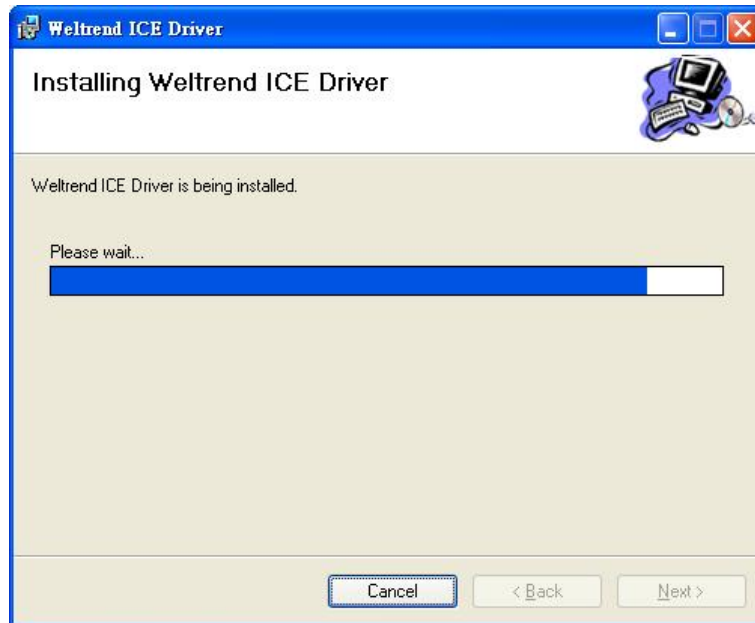 Weltrend ICE Driver
Installing Weltrend ICE Driver
Weltrend ICE Driver is being installed.
Please wait...
Cancel
< Back
Next >